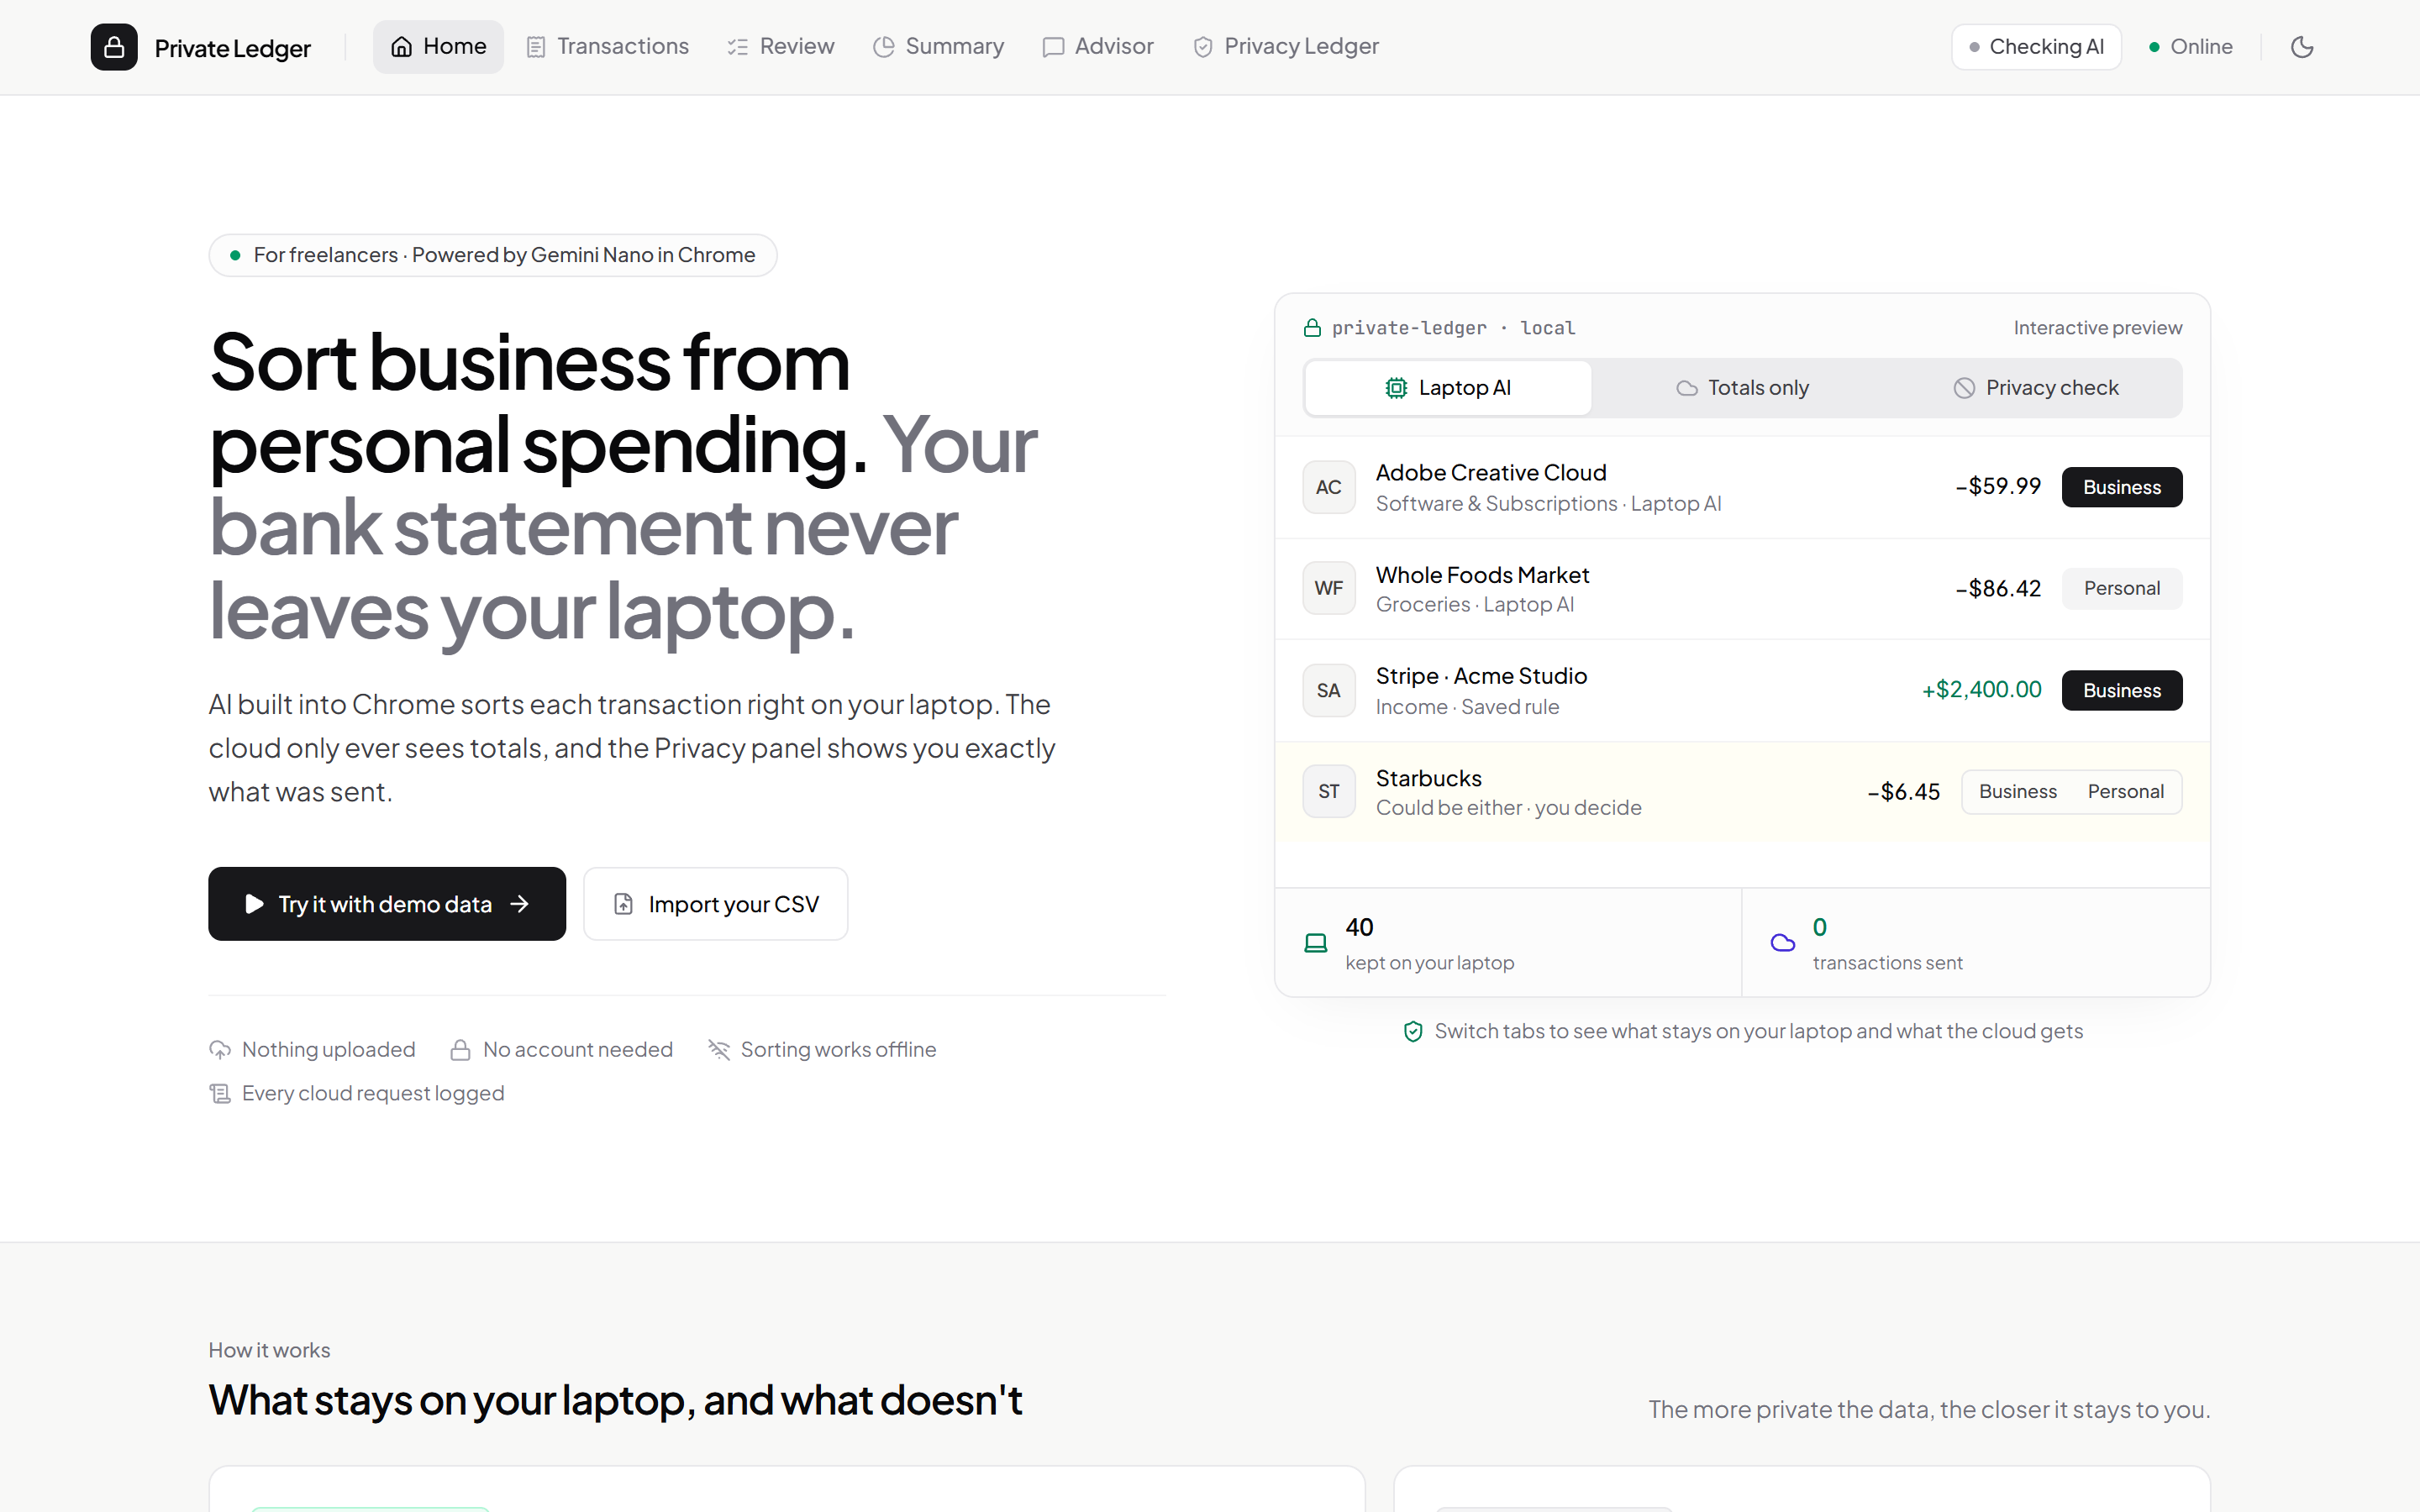 Private Ledger
Home
Transactions
Review
Summary
Advisor
Privacy Ledger
Checking AI
Online
For freelancers · Powered by Gemini Nano in Chrome
Sort business from
personal spending. Your
bank statement never
leaves your laptop.
AI built into Chrome sorts each transaction right on your laptop. The
cloud only ever sees totals, and the Privacy panel shows you exactly
what was sent.
Try it with demo data
Import your CSV
Nothing uploaded
No account needed
Sorting works offline
Every cloud request logged
private-ledger · local
Interactive preview
Laptop AI
Totals only
Privacy check
AC
Adobe Creative Cloud
Software & Subscriptions · Laptop AI
−$59.99
Business
WF
Whole Foods Market
Groceries · Laptop AI
−$86.42
Personal
SA
Stripe · Acme Studio
Income · Saved rule
+$2,400.00
Business
ST
Starbucks
Could be either · you decide
−$6.45
Business
Personal
40
kept on your laptop
0
transactions sent
Switch tabs to see what stays on your laptop and what the cloud gets
How it works
What stays on your laptop, and what doesn't
The more private the data, the closer it stays to you.